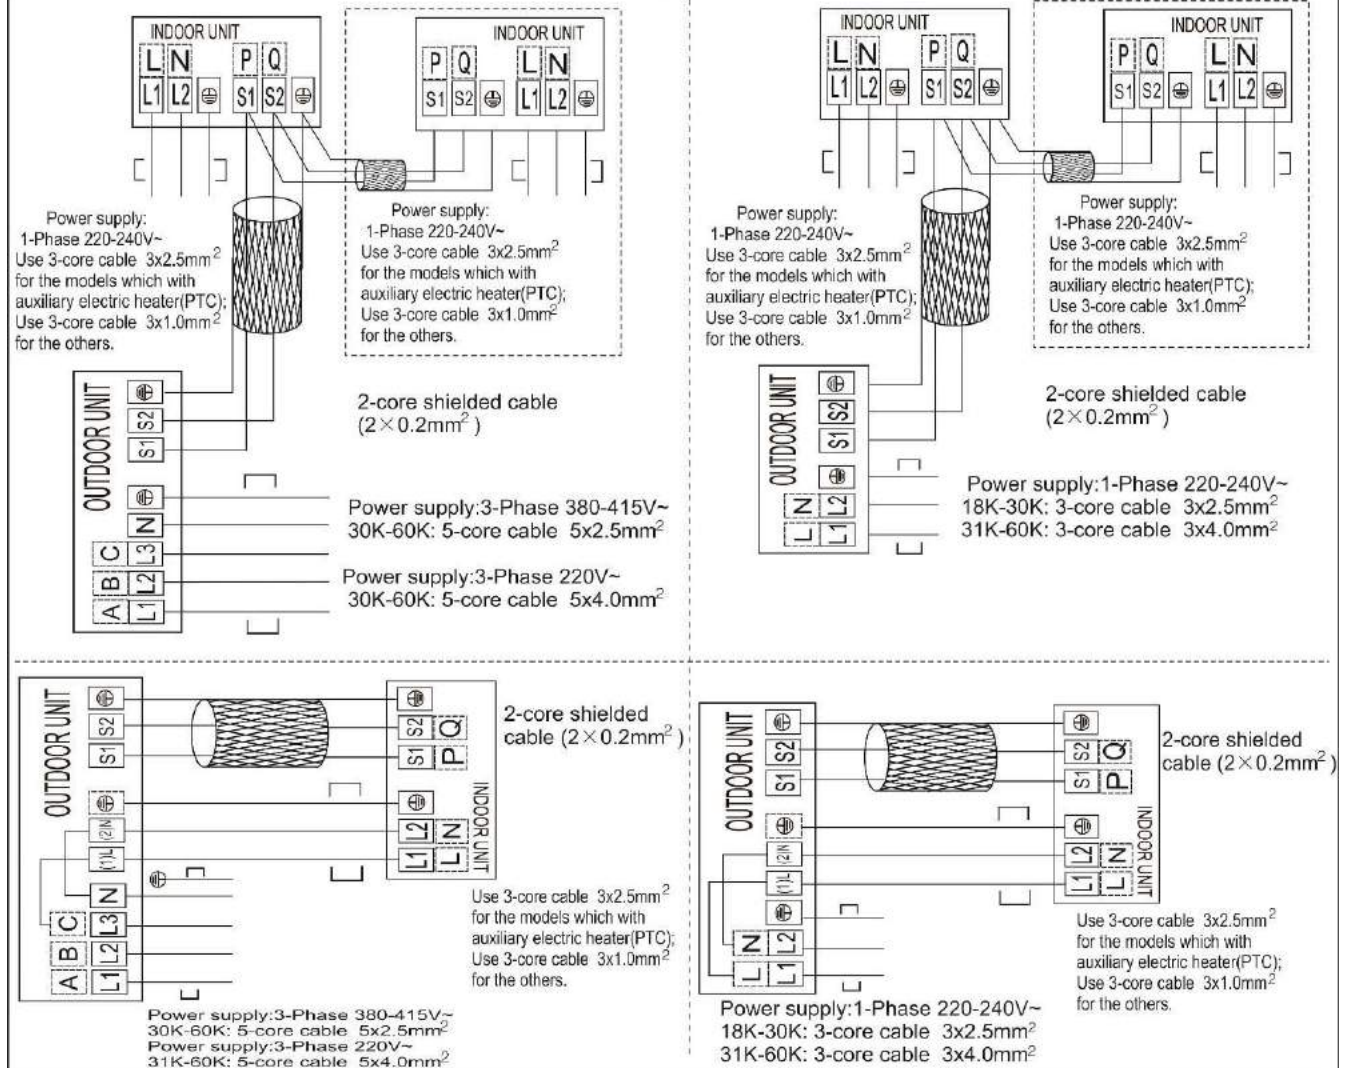 INDOOR UNIT
L N P Q
L1 L2 S1 S2
INDOOR UNIT
P Q L N
S1 S2 L1 L2
Power supply:
1-Phase 220-240V~
Use 3-core cable 3x2.5mm²
for the models which with
auxiliary electric heater(PTC);
Use 3-core cable 3x1.0mm²
for the others.
Power supply:
1-Phase 220-240V~
Use 3-core cable 3x2.5mm²
for the models which with
auxiliary electric heater(PTC);
Use 3-core cable 3x1.0mm²
for the others.
OUTDOOR UNIT
S2
S1
N
C L3
B L2
A L1
2-core shielded cable
(2×0.2mm²)
Power supply:3-Phase 380-415V~
30K-60K: 5-core cable 5x2.5mm²
Power supply:3-Phase 220V~
30K-60K: 5-core cable 5x4.0mm²
INDOOR UNIT
L N P Q
L1 L2 S1 S2
INDOOR UNIT
P Q L N
S1 S2 L1 L2
Power supply:
1-Phase 220-240V~
Use 3-core cable 3x2.5mm²
for the models which with
auxiliary electric heater(PTC);
Use 3-core cable 3x1.0mm²
for the others.
Power supply:
1-Phase 220-240V~
Use 3-core cable 3x2.5mm²
for the models which with
auxiliary electric heater(PTC);
Use 3-core cable 3x1.0mm²
for the others.
OUTDOOR UNIT
S2
S1
N L2
L L1
2-core shielded cable
(2×0.2mm²)
Power supply:1-Phase 220-240V~
18K-30K: 3-core cable 3x2.5mm²
31K-60K: 3-core cable 3x4.0mm²
OUTDOOR UNIT
S2
S1
(2)N
(1)L
N
C L3
B L2
A L1
S2 Q
S1 P
L2 N
L1 L
INDOOR UNIT
2-core shielded
cable (2×0.2mm²)
Use 3-core cable 3x2.5mm²
for the models which with
auxiliary electric heater(PTC);
Use 3-core cable 3x1.0mm²
for the others.
Power supply:3-Phase 380-415V~
30K-60K: 5-core cable 5x2.5mm²
Power supply:3-Phase 220V~
31K-60K: 5-core cable 5x4.0mm²
OUTDOOR UNIT
S2
S1
(2)N
(1)L
N L2
L L1
S2 Q
S1 P
L2 N
L1 L
INDOOR UNIT
2-core shielded
cable (2×0.2mm²)
Use 3-core cable 3x2.5mm²
for the models which with
auxiliary electric heater(PTC);
Use 3-core cable 3x1.0mm²
for the others.
Power supply:1-Phase 220-240V~
18K-30K: 3-core cable 3x2.5mm²
31K-60K: 3-core cable 3x4.0mm²